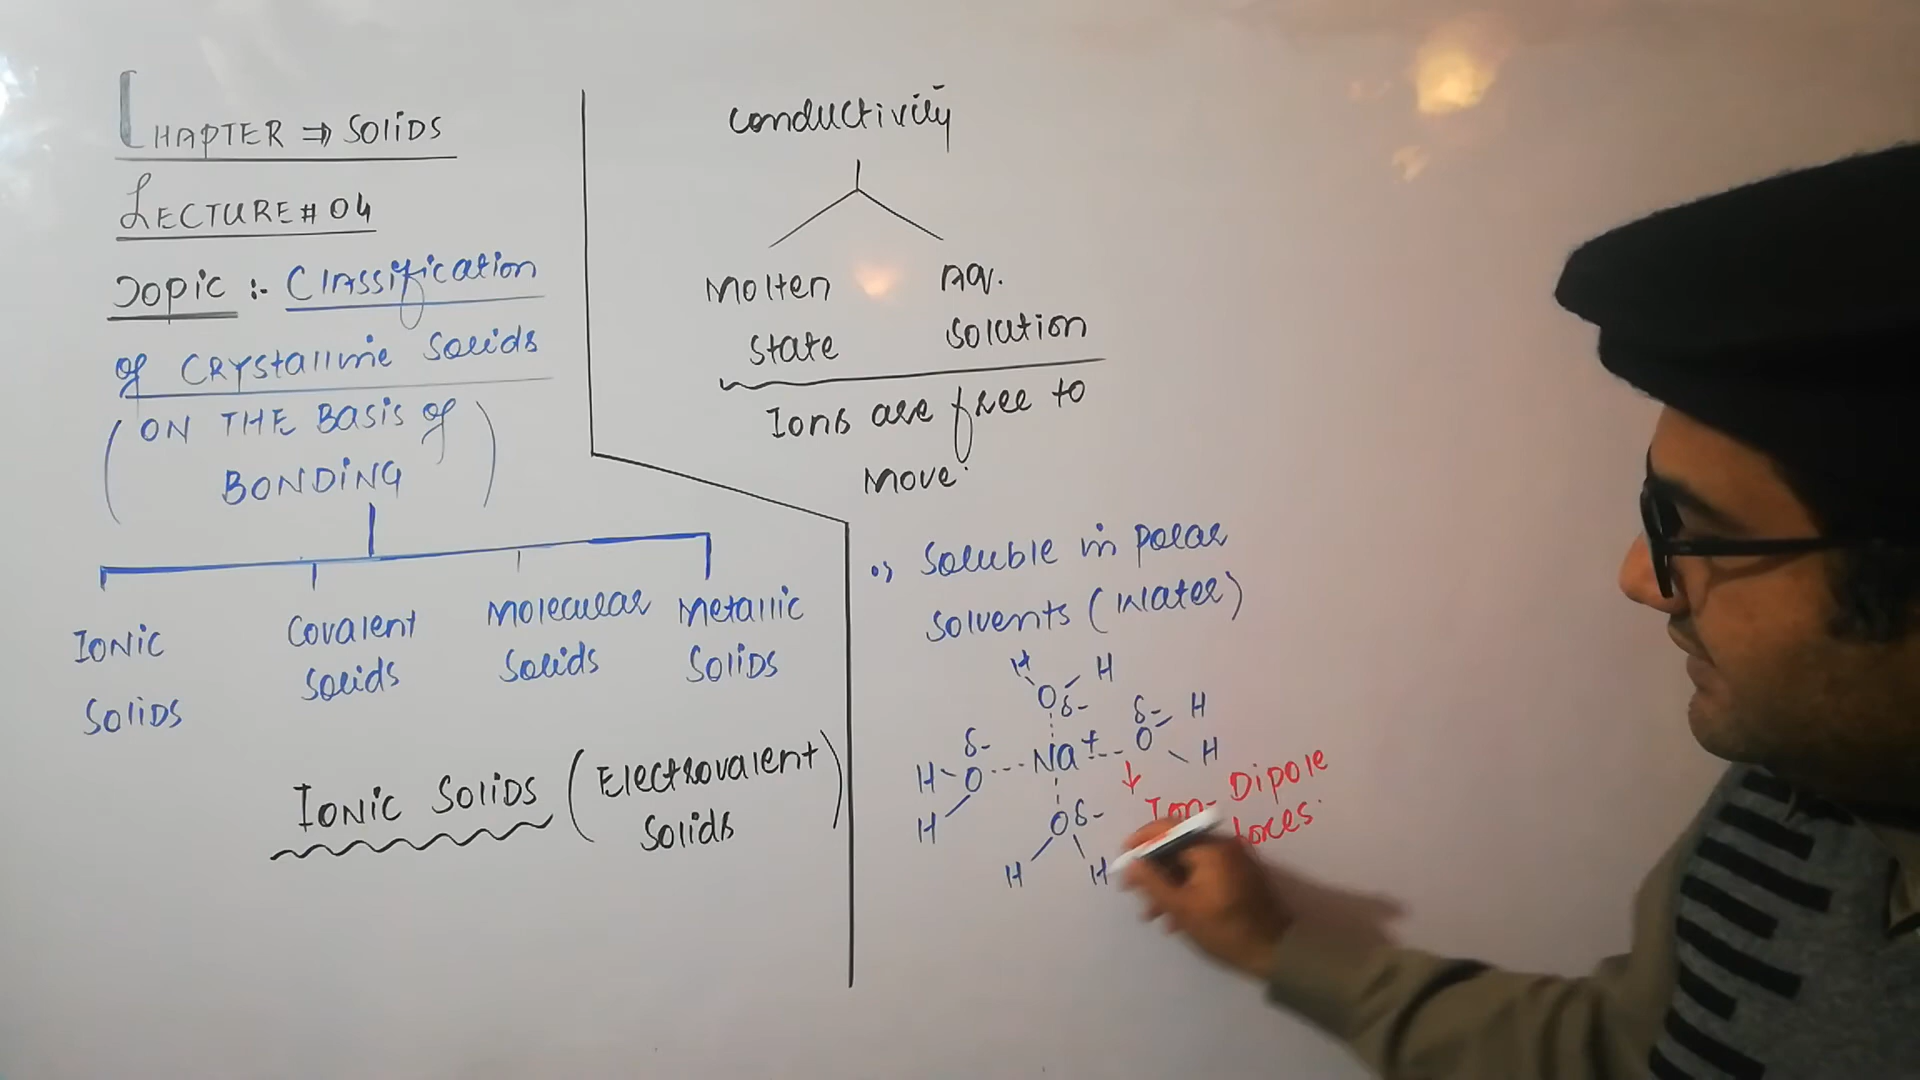 CHAPTER ⇒ SOLIDS
LECTURE # 04
TOPIC :- Classification
of CRYstalline Solids
(ON THE BASIS of
BONDING)
IONIC
SOLIDS
Covalent
Solids
Molecular
Solids
Metallic
SOLIDS
IONIC SOLIDS (Electrovalent
Solids)
Conductivity
Molten
State
Aq.
Solution
Ions are free to
Move.
Soluble in polar
Solvents (Water)
H H
O δ-
δ- H
δ- Na+ O
H O H
H
O δ-
H H
Ion-Dipole